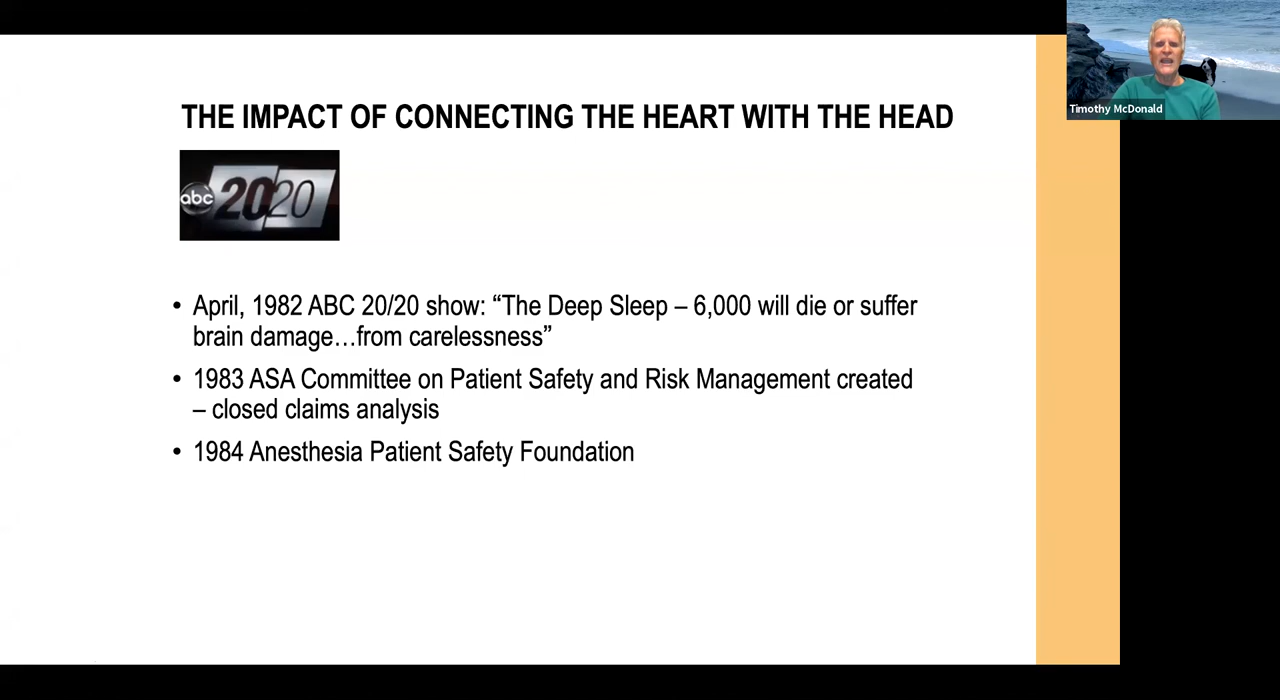 THE IMPACT OF CONNECTING THE HEART WITH THE HEAD
abc 20/20
• April, 1982 ABC 20/20 show: “The Deep Sleep – 6,000 will die or suffer
brain damage…from carelessness”
• 1983 ASA Committee on Patient Safety and Risk Management created
– closed claims analysis
• 1984 Anesthesia Patient Safety Foundation
Timothy McDonald